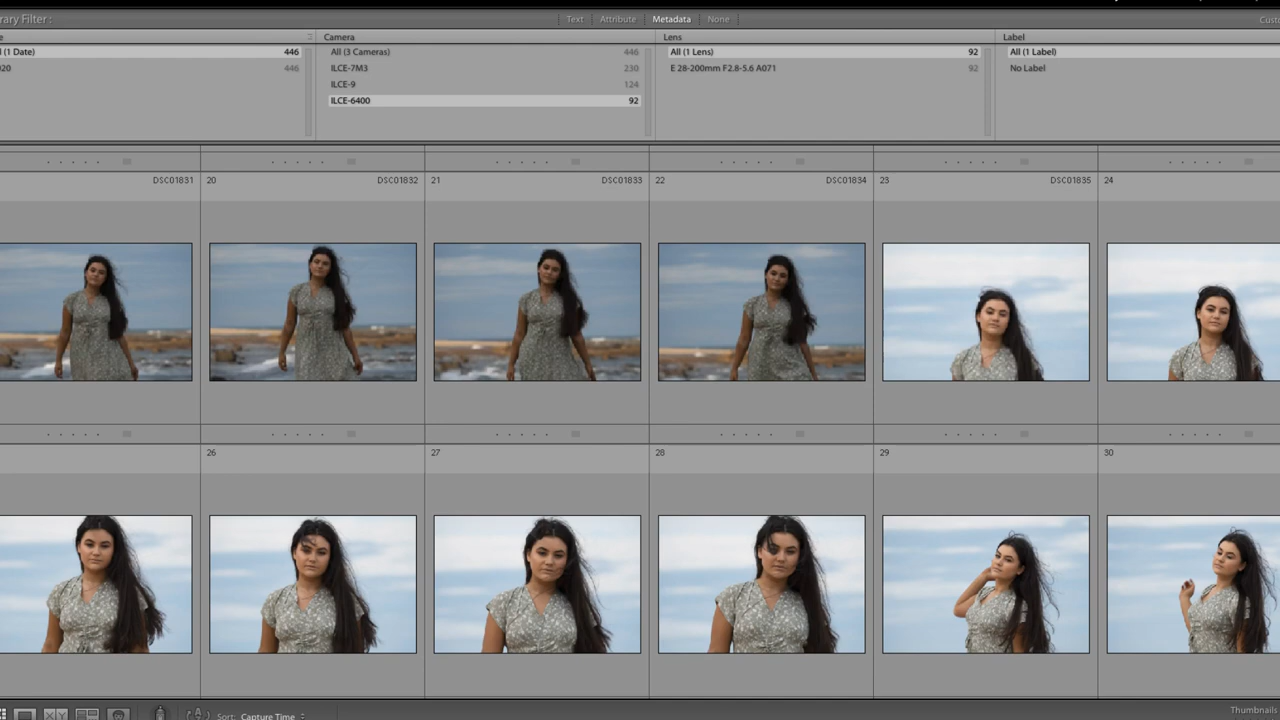 rary Filter :
Text Attribute Metadata None
Custo
e Camera Lens Label
l (1 Date) 446 All (3 Cameras) 446 All (1 Lens) 92 All (1 Label)
020 446 ILCE-7M3 230 E 28-200mm F2.8-5.6 A071 92 No Label
ILCE-9 124
ILCE-6400 92
DSC01831 20 DSC01832 21 DSC01833 22 DSC01834 23 DSC01835 24
26 27 28 29 30
Sort: Capture Time
Thumbnails